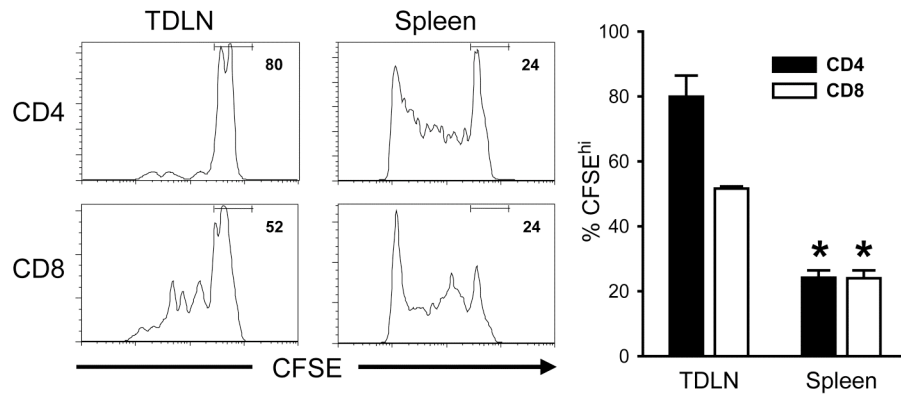 TDLN
Spleen
CD4
80
24
CD8
52
24
CFSE
% CFSEhi
100
80
60
40
20
0
CD4
CD8
* *
TDLN Spleen